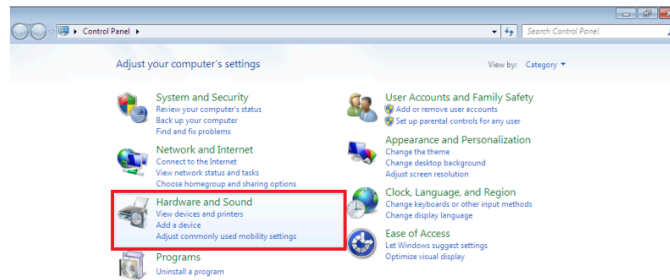 Control Panel
Search Control Panel
Adjust your computer's settings
View by: Category
System and Security
Review your computer's status
Back up your computer
Find and fix problems
Network and Internet
Connect to the Internet
View network status and tasks
Choose homegroup and sharing options
Hardware and Sound
View devices and printers
Add a device
Adjust commonly used mobility settings
Programs
Uninstall a program
User Accounts and Family Safety
Add or remove user accounts
Set up parental controls for any user
Appearance and Personalization
Change the theme
Change desktop background
Adjust screen resolution
Clock, Language, and Region
Change keyboards or other input methods
Change display language
Ease of Access
Let Windows suggest settings
Optimize visual display